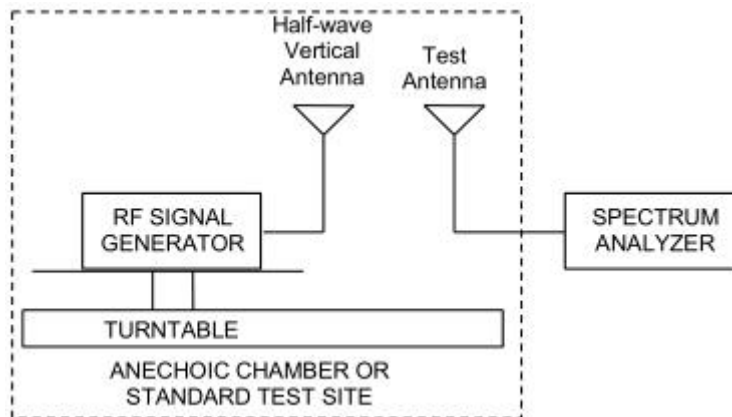 Half-wave
Vertical
Antenna
Test
Antenna
RF SIGNAL
GENERATOR
SPECTRUM
ANALYZER
TURNTABLE
ANECHOIC CHAMBER OR
STANDARD TEST SITE